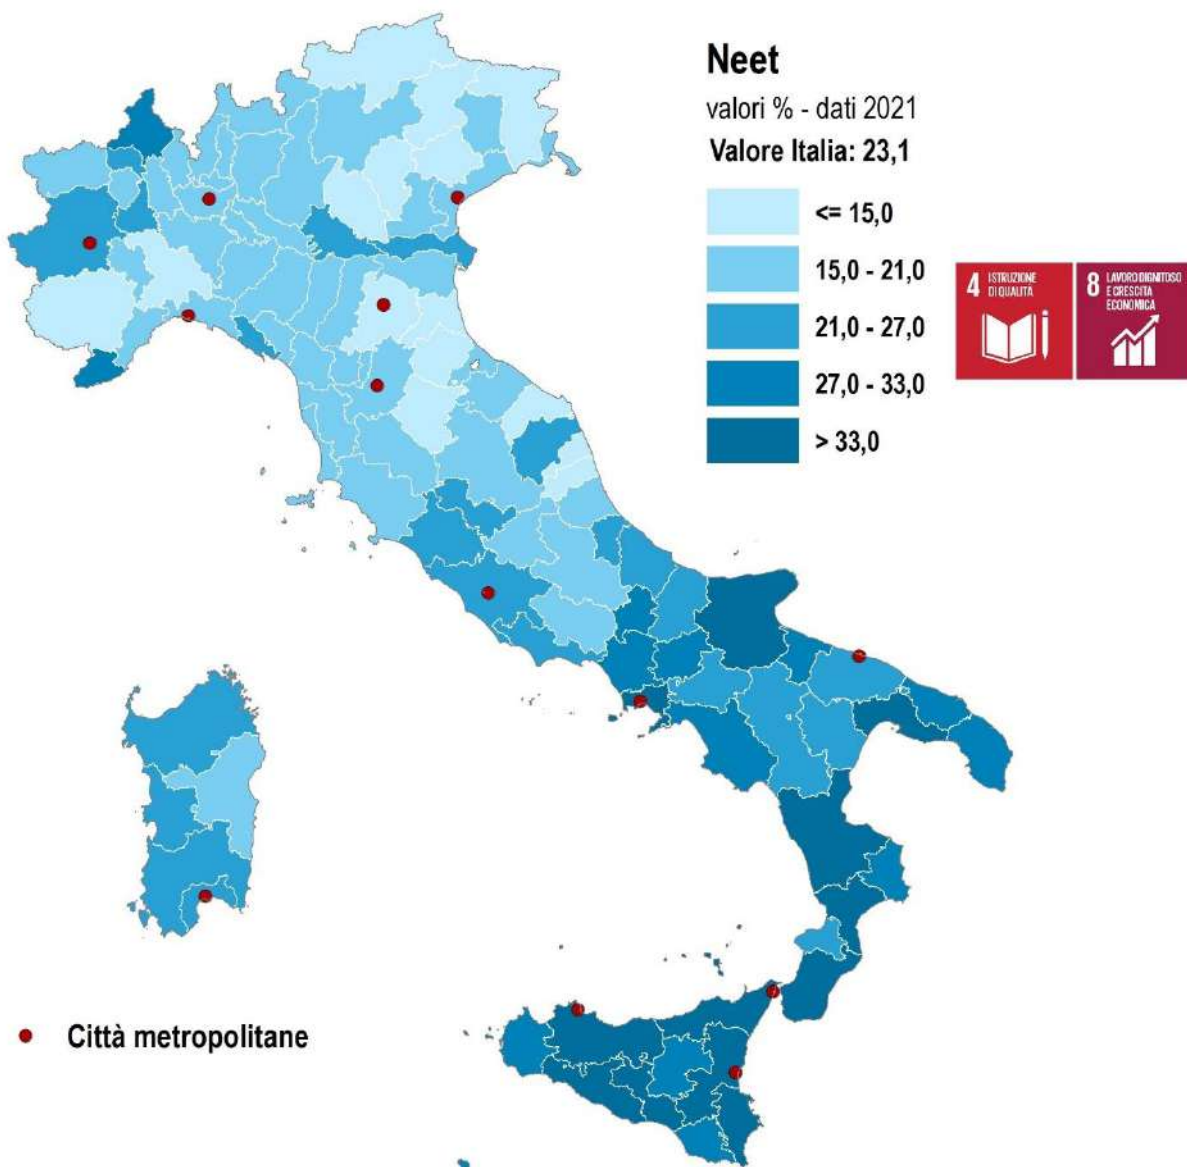 Neet
valori % - dati 2021
Valore Italia: 23,1
<= 15,0
15,0 - 21,0
21,0 - 27,0
27,0 - 33,0
> 33,0
4 ISTRUZIONE
DI QUALITÀ
8 LAVORO DIGNITOSO
E CRESCITA
ECONOMICA
Città metropolitane